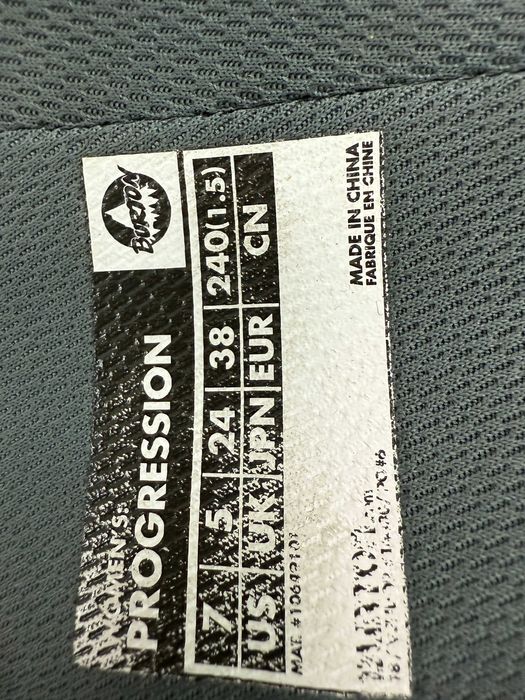 BURTON
WOMEN'S
PROGRESSION
7 | 5 | 24 | 38 | 240(1.5)
US | UK | JPN | EUR | CN
MADE IN CHINA
FABRIQUÉ EN CHINE